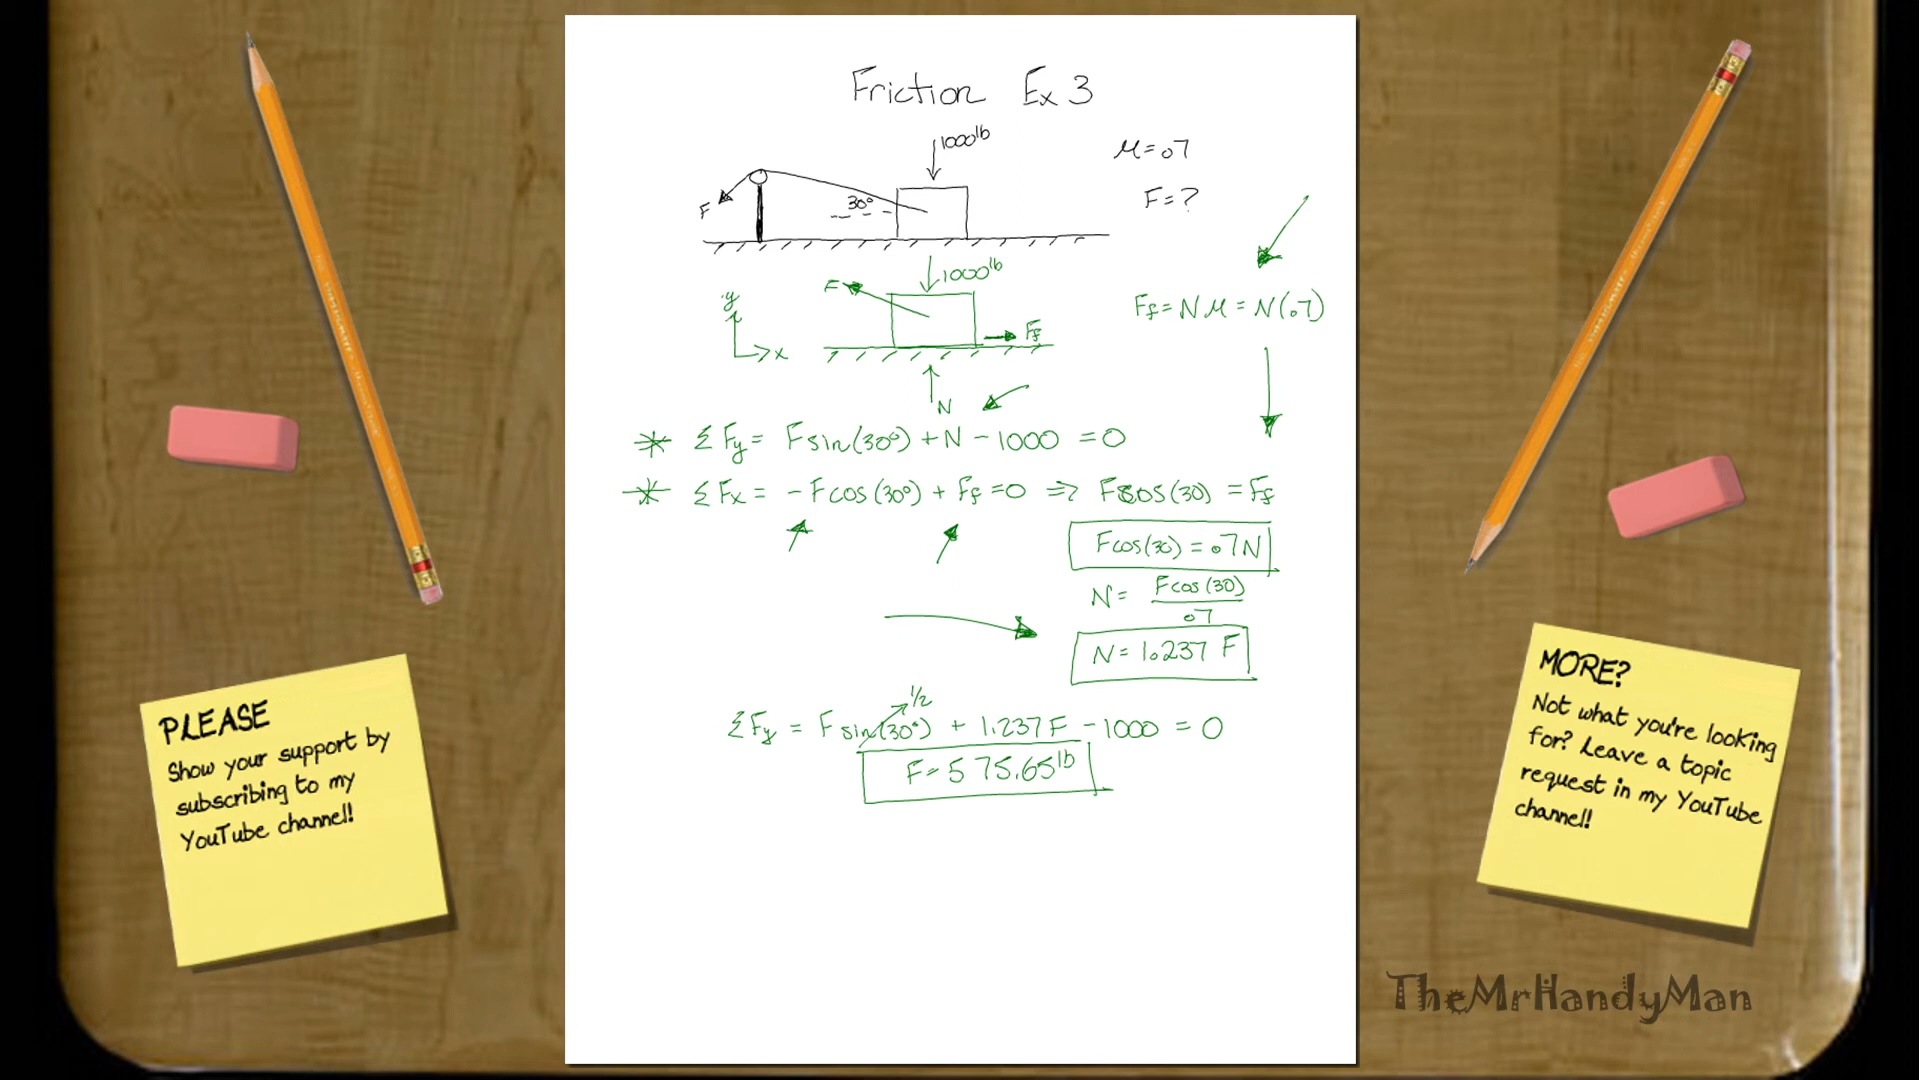 Friction Ex 3
1000lb
μ = .7
F = ?
F
30°
1000lb
F
y
x
Ff
N
Ff = Nμ = N(.7)
* ΣFy = F sin(30°) + N - 1000 = 0
* ΣFx = -Fcos(30°) + Ff = 0 => Fcos(30) = Ff
Fcos(30) = .7N
N = Fcos(30)
.7
N = 1.237 F
1/2
ΣFy = F sin(30°) + 1.237F - 1000 = 0
F = 575.65lb
PLEASE
Show your support by
subscribing to my
YouTube channel!
MORE?
Not what you're looking
for? Leave a topic
request in my YouTube
channel!
TheMrHandyMan